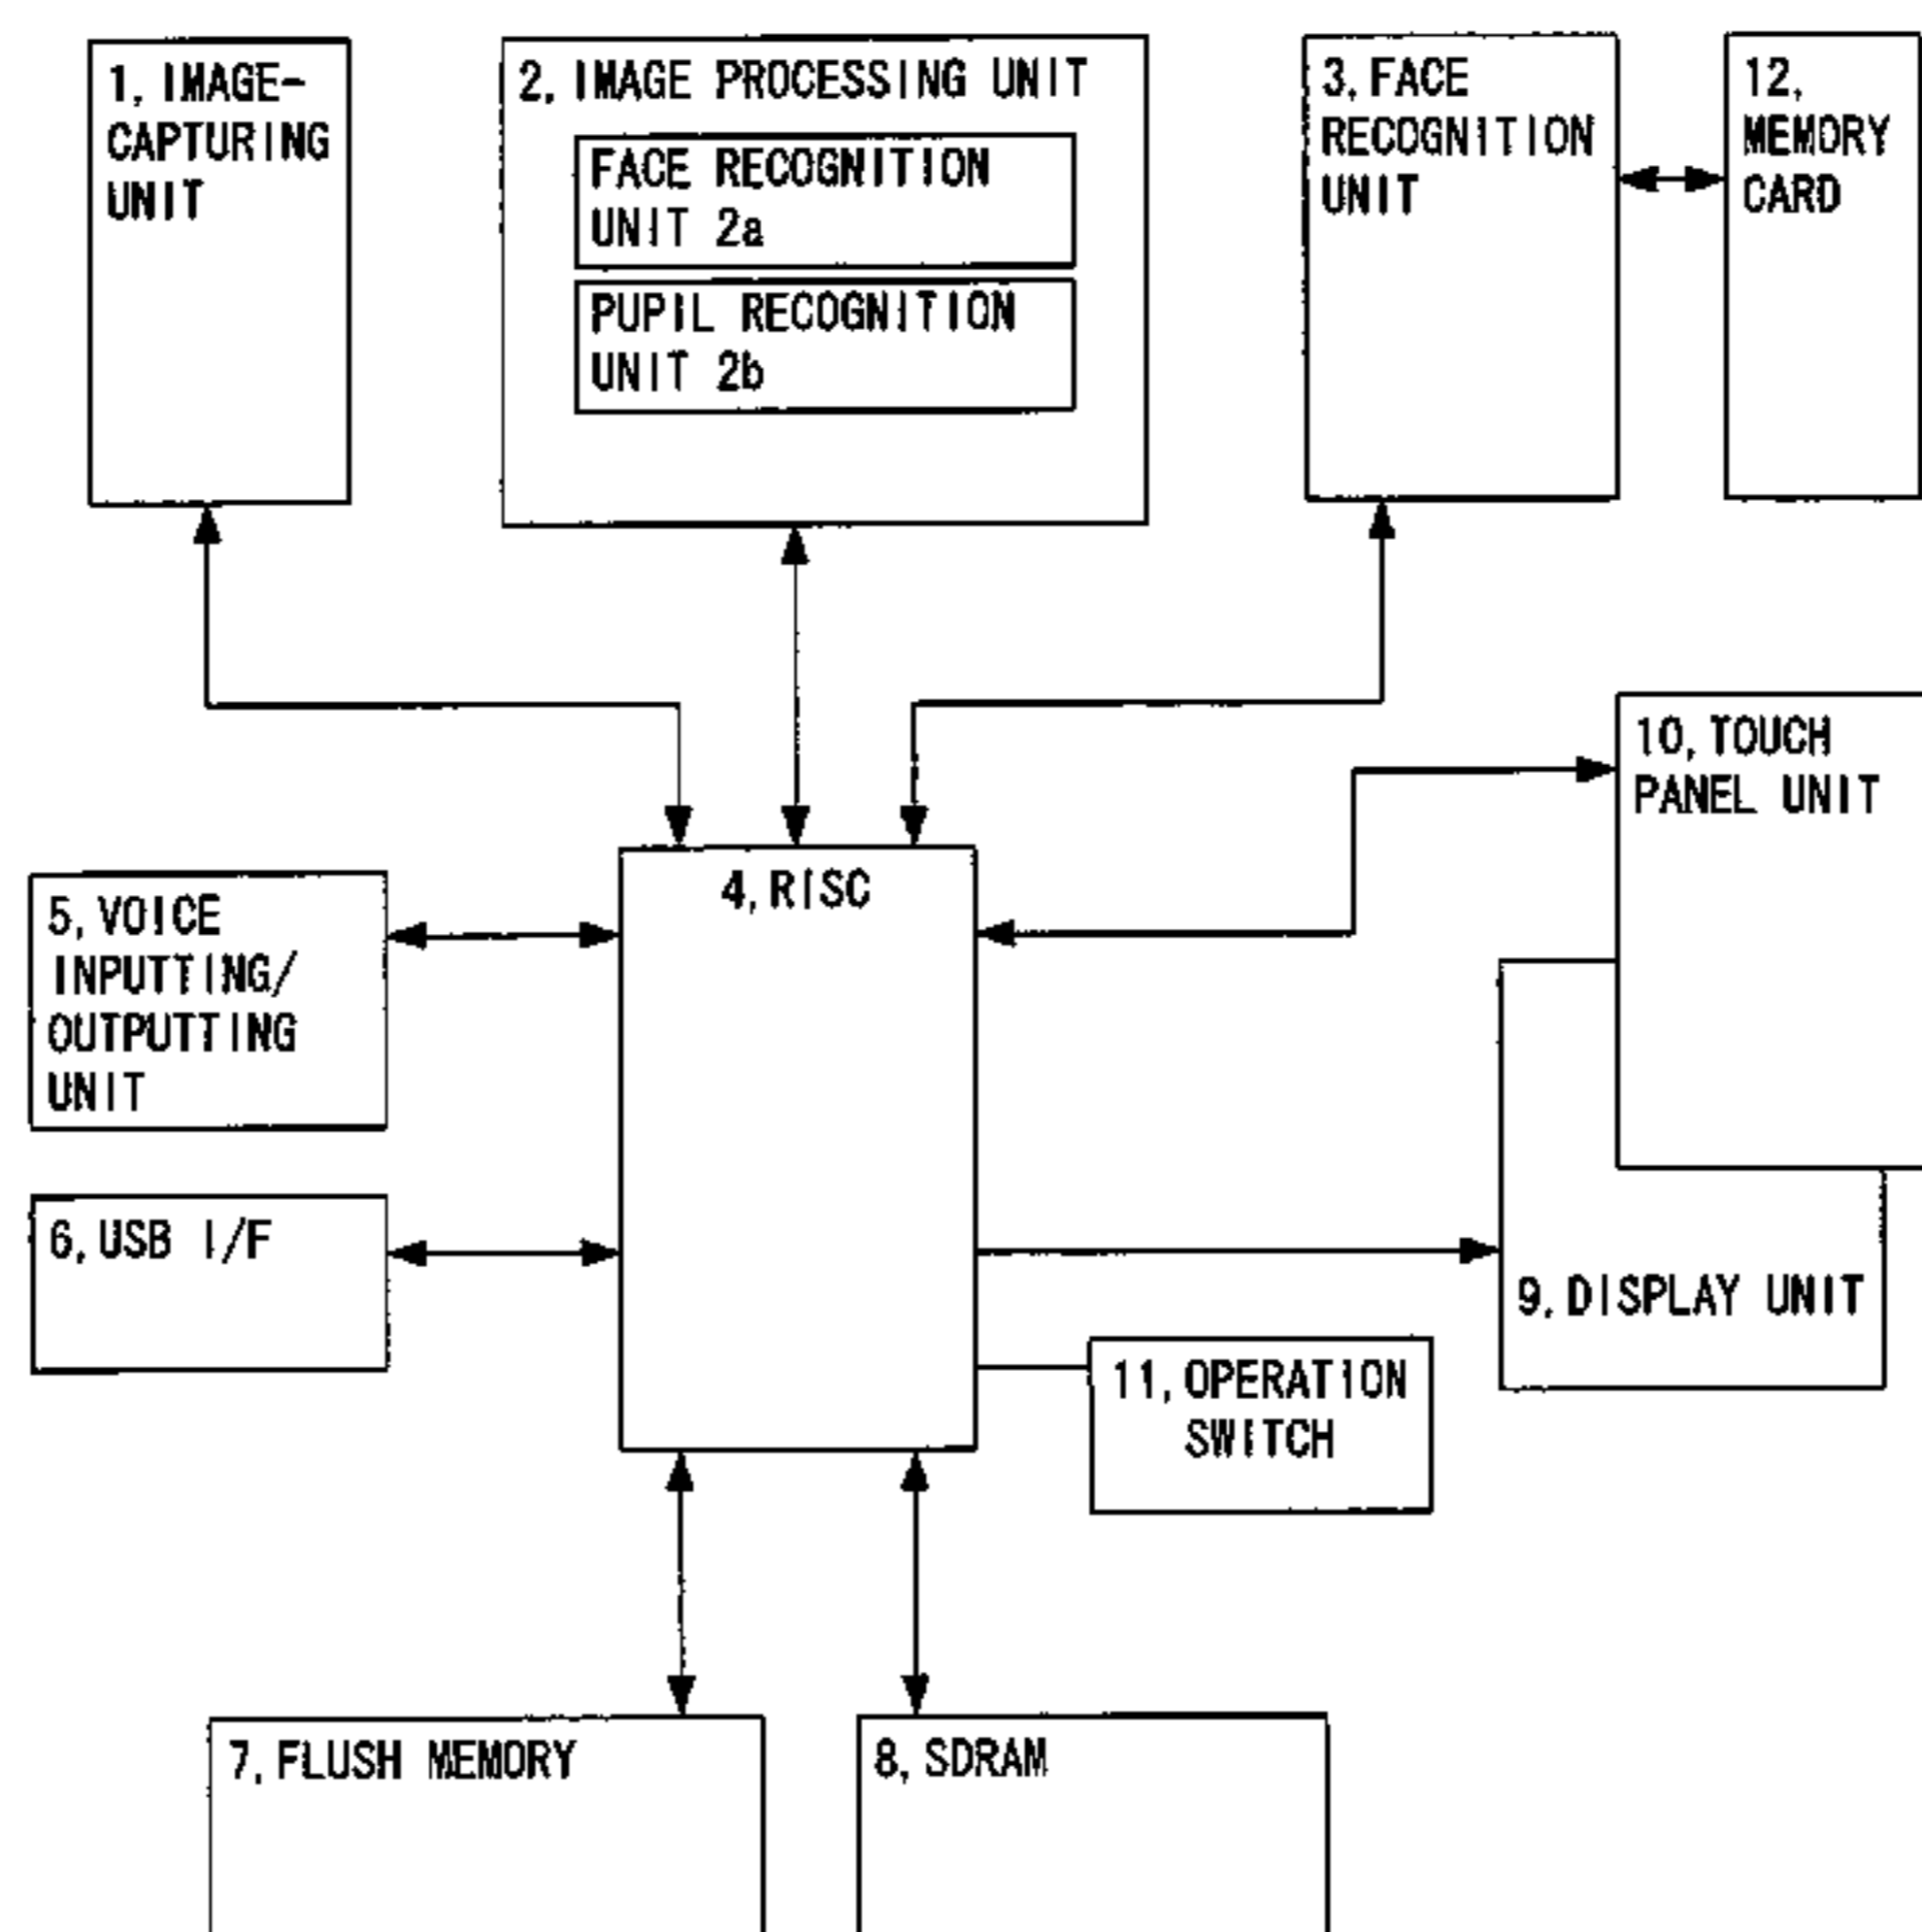 1, IMAGE-
CAPTURING
UNIT
2, IMAGE PROCESSING UNIT
FACE RECOGNITION
UNIT 2a
PUPIL RECOGNITION
UNIT 2b
3, FACE
RECOGNITION
UNIT
12,
MEMORY
CARD
4, RISC
5, VOICE
INPUTTING/
OUTPUTTING
UNIT
6, USB I/F
10, TOUCH
PANEL UNIT
9, DISPLAY UNIT
11, OPERATION
SWITCH
7, FLUSH MEMORY
8, SDRAM